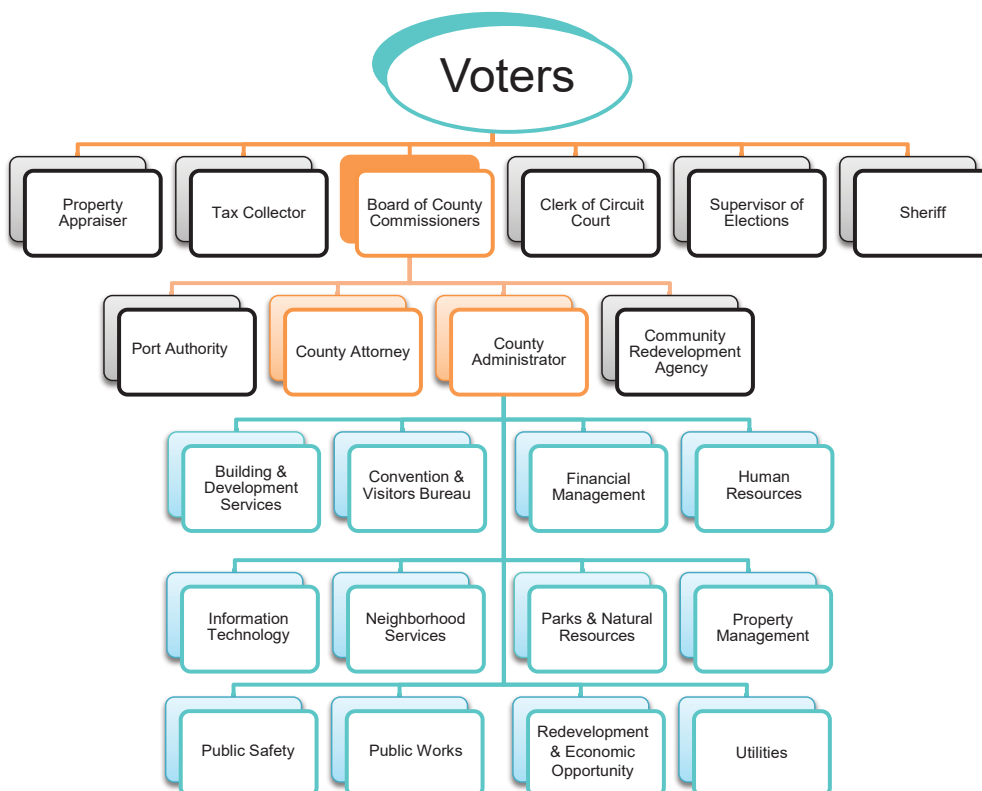 Voters
Property
Appraiser
Tax Collector
Board of County
Commissioners
Clerk of Circuit
Court
Supervisor of
Elections
Sheriff
Port Authority
County Attorney
County
Administrator
Community
Redevelopment
Agency
Building &
Development
Services
Convention &
Visitors Bureau
Financial
Management
Human
Resources
Information
Technology
Neighborhood
Services
Parks & Natural
Resources
Property
Management
Public Safety
Public Works
Redevelopment
& Economic
Opportunity
Utilities